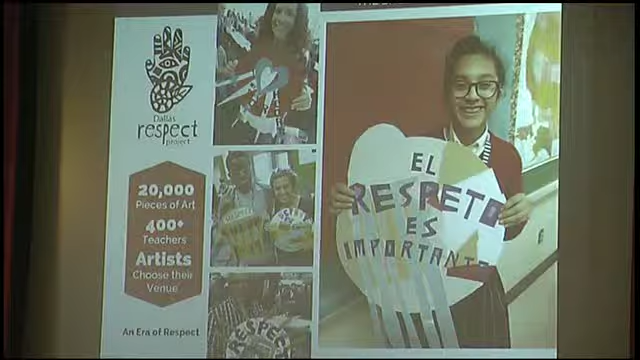 Dallas
respect
project
20,000
Pieces of Art
400+
Teachers
Artists
Choose their
Venue
An Era of Respect
RESPECT
EL
RESPETO
ES
IMPORTANTE